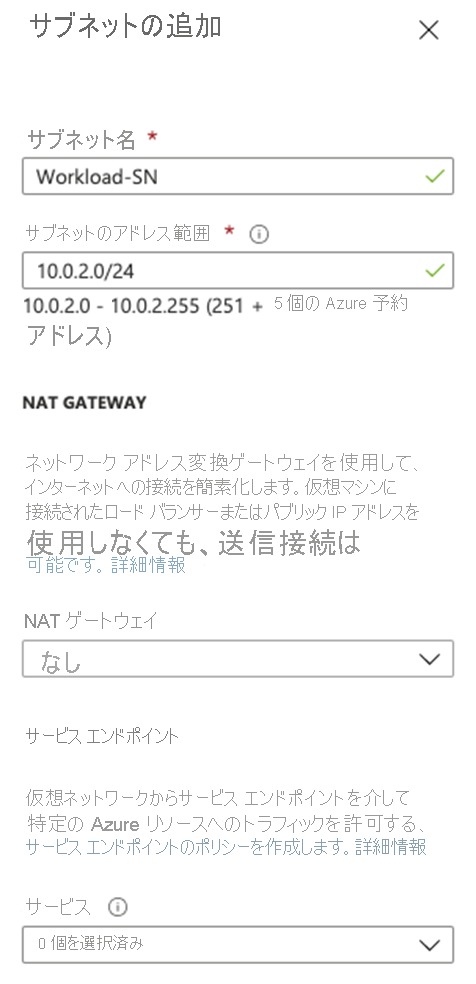 サブネットの追加
サブネット名 *
Workload-SN
サブネットのアドレス範囲 *
10.0.2.0/24
10.0.2.0 - 10.0.2.255 (251 + 5 個の Azure 予約
アドレス)
NAT GATEWAY
ネットワーク アドレス変換ゲートウェイを使用して、
インターネットへの接続を簡素化します。仮想マシンに
接続されたロード バランサーまたはパブリック IP アドレスを
使用しなくても、送信接続は
可能です。詳細情報
NAT ゲートウェイ
なし
サービス エンドポイント
仮想ネットワークからサービス エンドポイントを介して
特定の Azure リソースへのトラフィックを許可する、
サービス エンドポイントのポリシーを作成します。詳細情報
サービス
0 個を選択済み